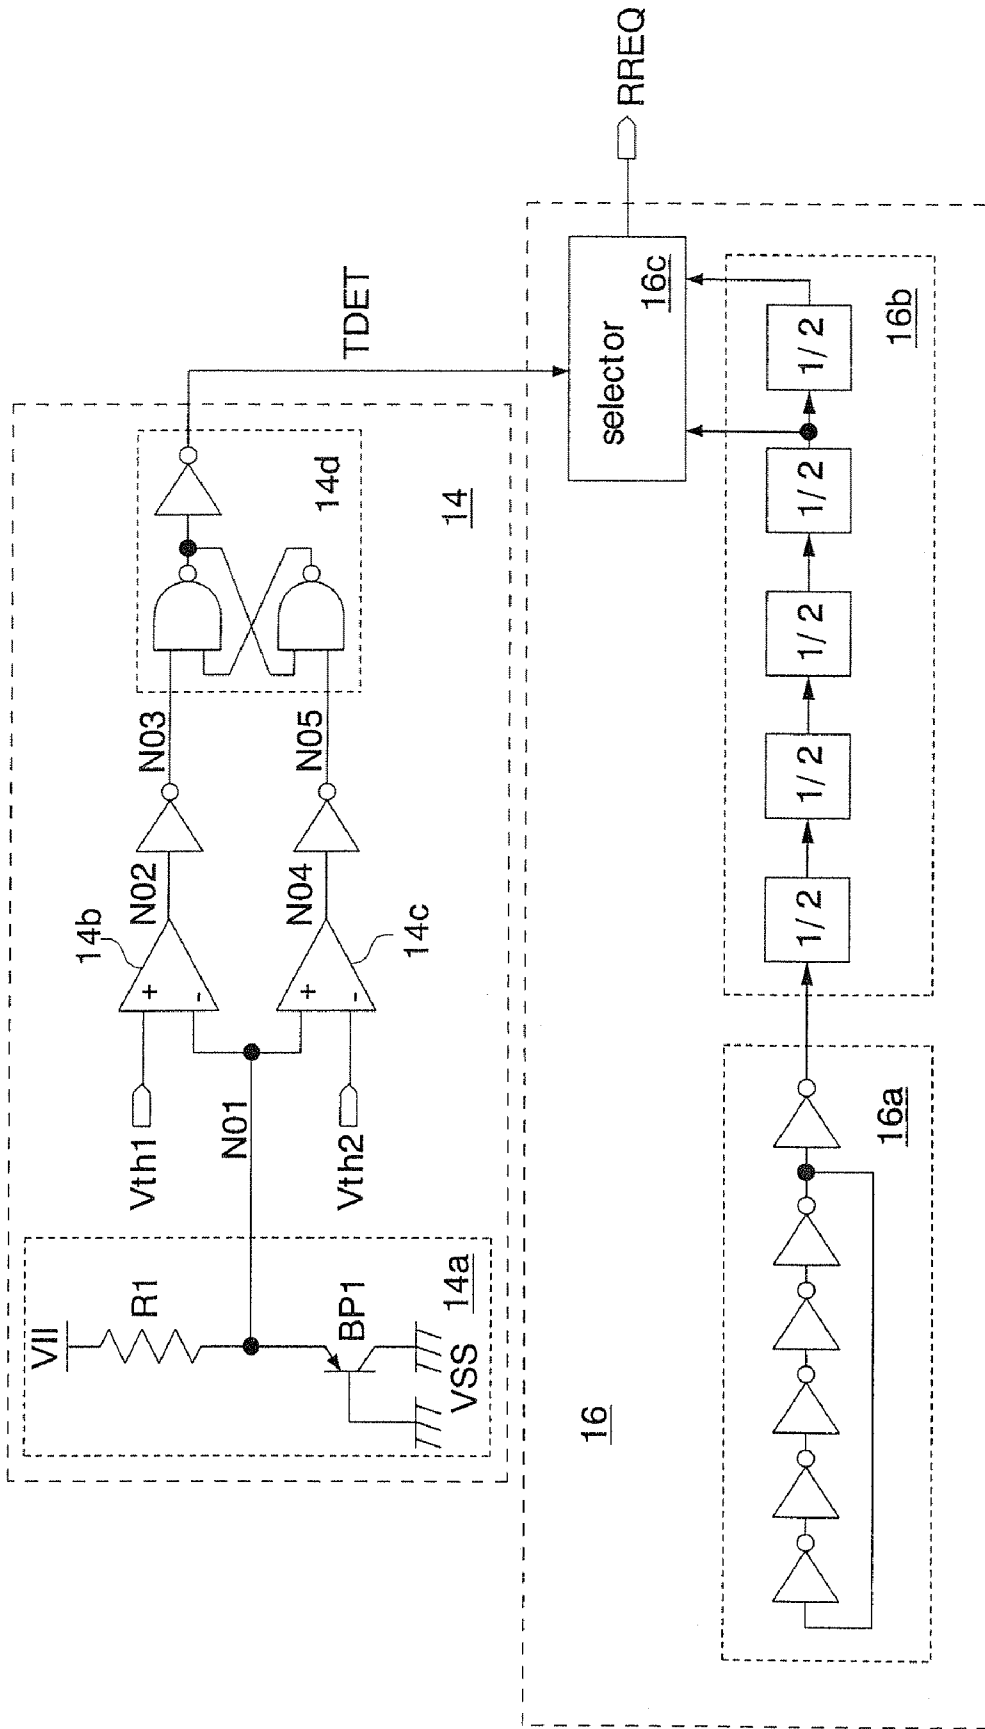 VII
R1
BP1
VSS
14a
N01
Vth1
Vth2
14b
+
-
14c
+
-
N02
N03
N04
N05
14d
14
TDET
16
16a
1/2
1/2
1/2
1/2
1/2
16b
selector
16c
RREQ